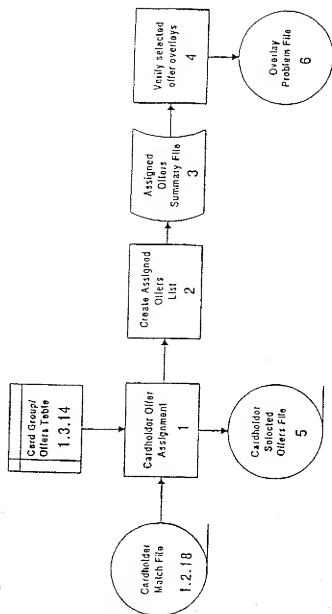 Card Group/
Offers Table
1.3.14
Cardholder
Match File
1.2.18
Cardholder Offer
Assignment
1
Create Assigned
Offers
List
2
Assigned
Offers
Summary File
3
Verify selected
offer overlays
4
Cardholder
Selected
Offers File
5
Overlay
Problem File
6